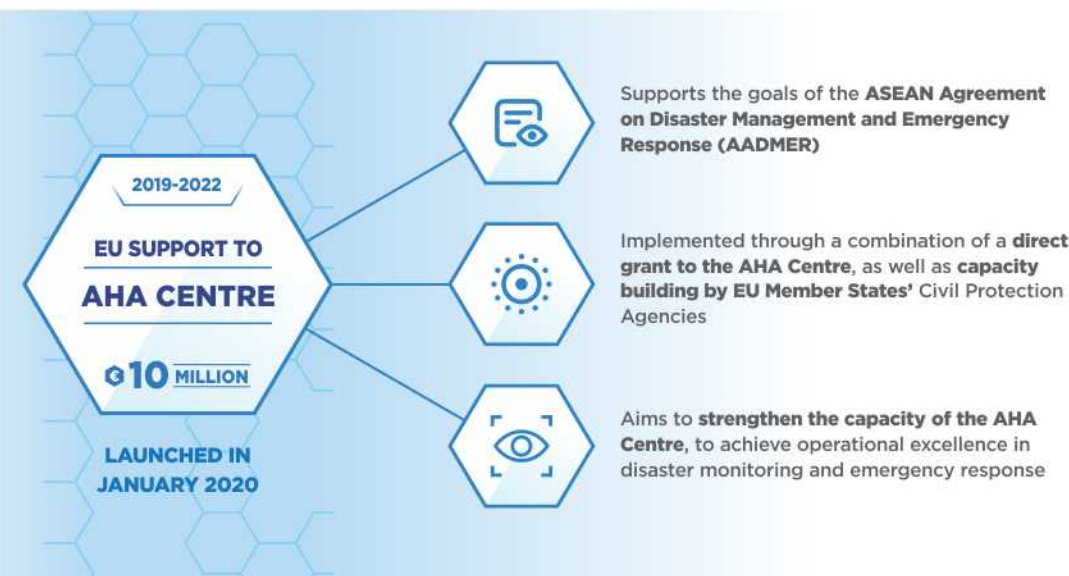 2019-2022
EU SUPPORT TO
AHA CENTRE
€10 MILLION
LAUNCHED IN
JANUARY 2020
Supports the goals of the ASEAN Agreement
on Disaster Management and Emergency
Response (AADMER)
Implemented through a combination of a direct
grant to the AHA Centre, as well as capacity
building by EU Member States’ Civil Protection
Agencies
Aims to strengthen the capacity of the AHA
Centre, to achieve operational excellence in
disaster monitoring and emergency response